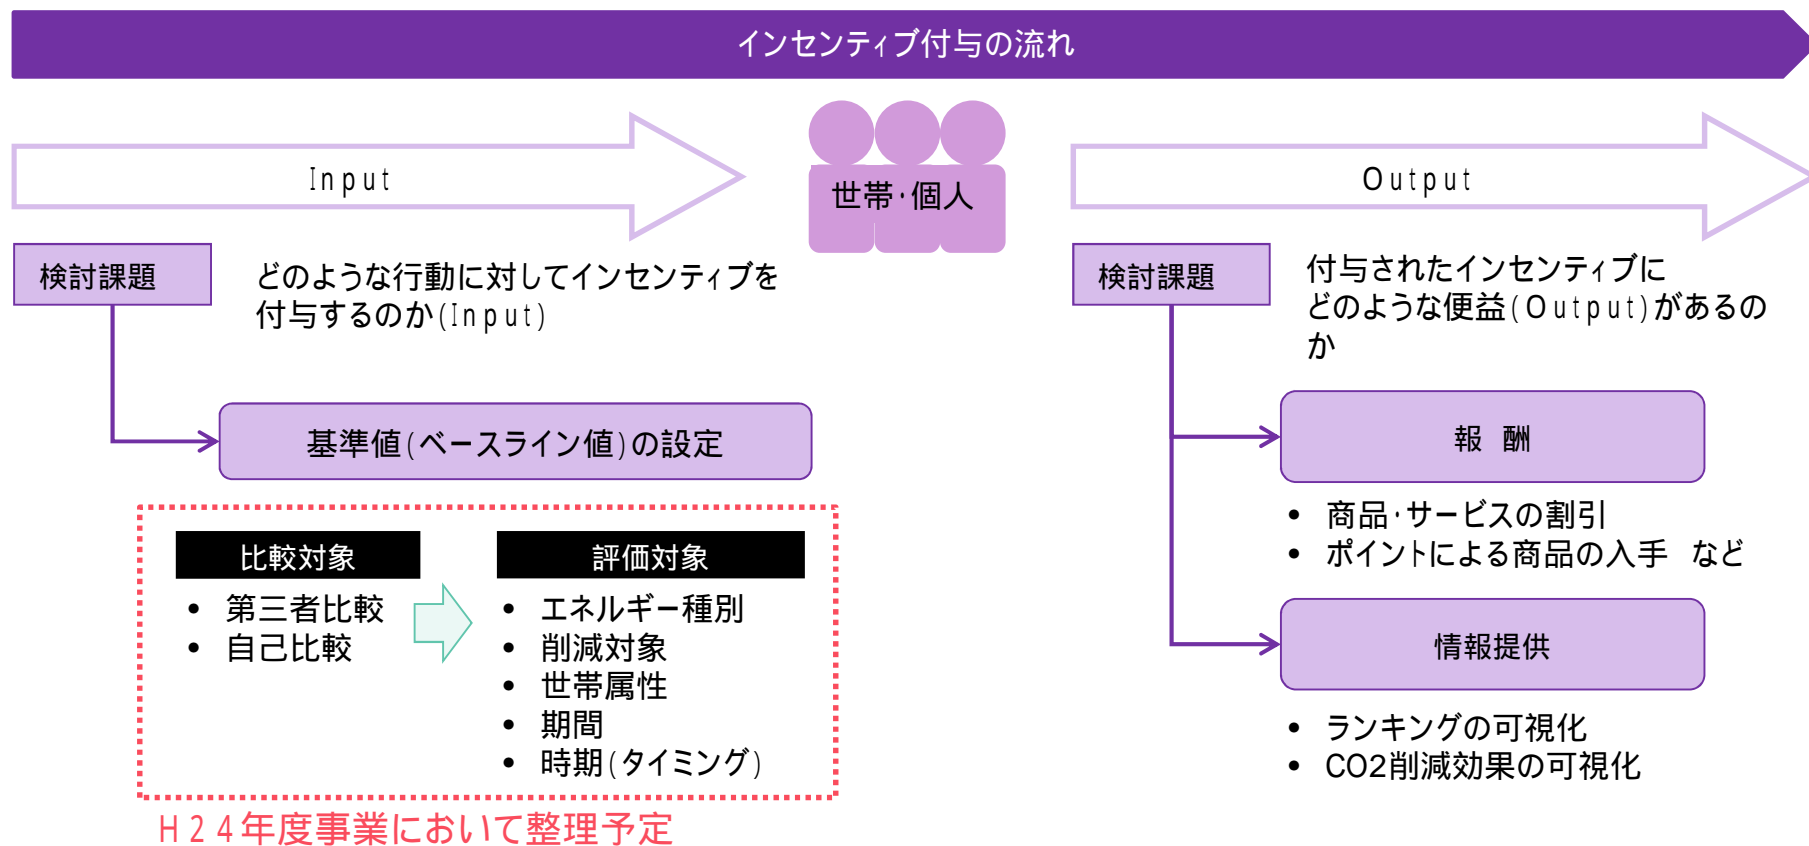 インセンティブ付与の流れ
Input
世帯・個人
Output
検討課題
どのような行動に対してインセンティブを
付与するのか(Input)
基準値(ベースライン値)の設定
比較対象
• 第三者比較
• 自己比較
評価対象
• エネルギー種別
• 削減対象
• 世帯属性
• 期間
• 時期(タイミング)
H24年度事業において整理予定
検討課題
付与されたインセンティブに
どのような便益(Output)があるの
か
報 酬
• 商品・サービスの割引
• ポイントによる商品の入手 など
情報提供
• ランキングの可視化
• CO2削減効果の可視化